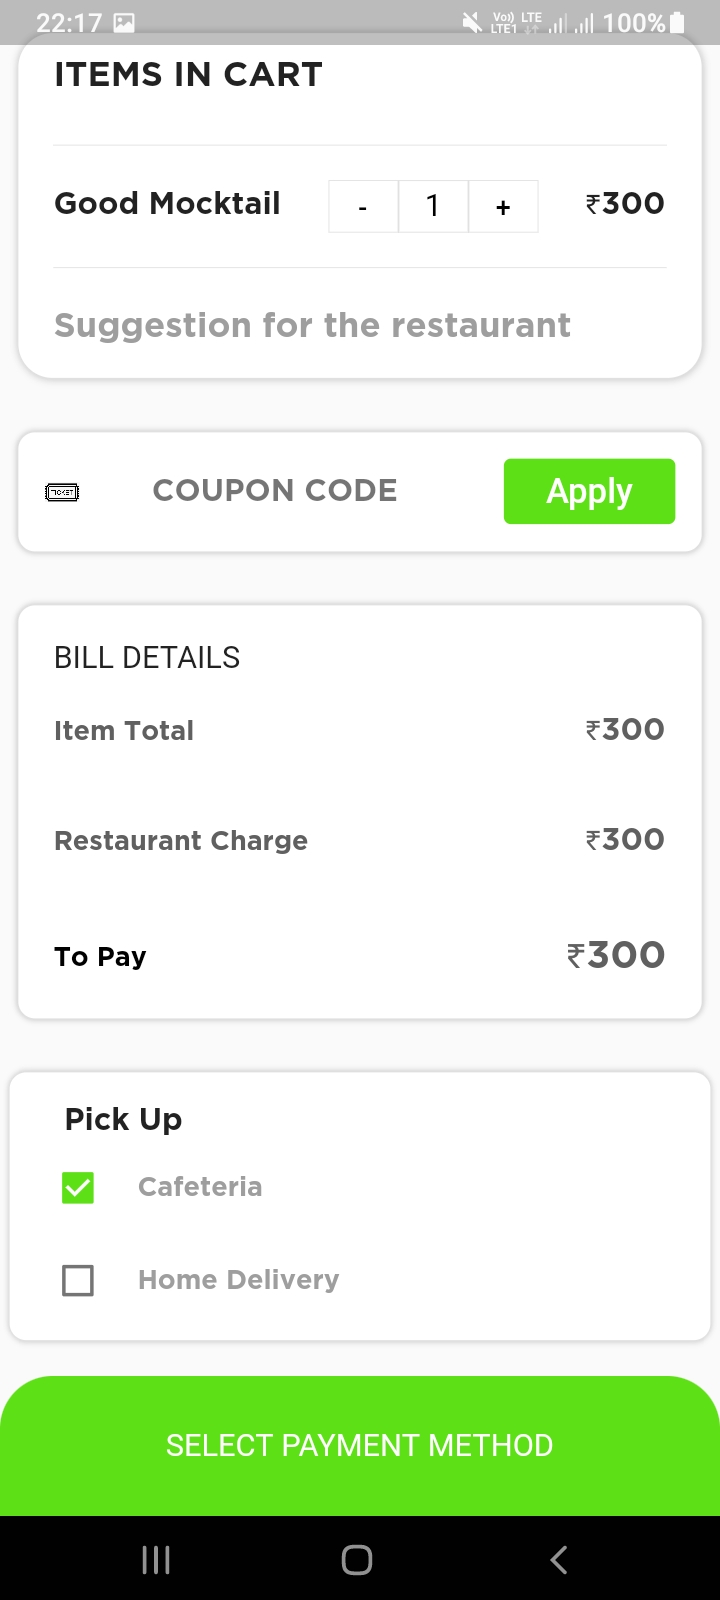 22:17 Vo)) LTE LTE1 100%
ITEMS IN CART
Good Mocktail - 1 + ₹300
Suggestion for the restaurant
TICKET COUPON CODE Apply
BILL DETAILS
Item Total ₹300
Restaurant Charge ₹300
To Pay ₹300
Pick Up
Cafeteria
Home Delivery
SELECT PAYMENT METHOD